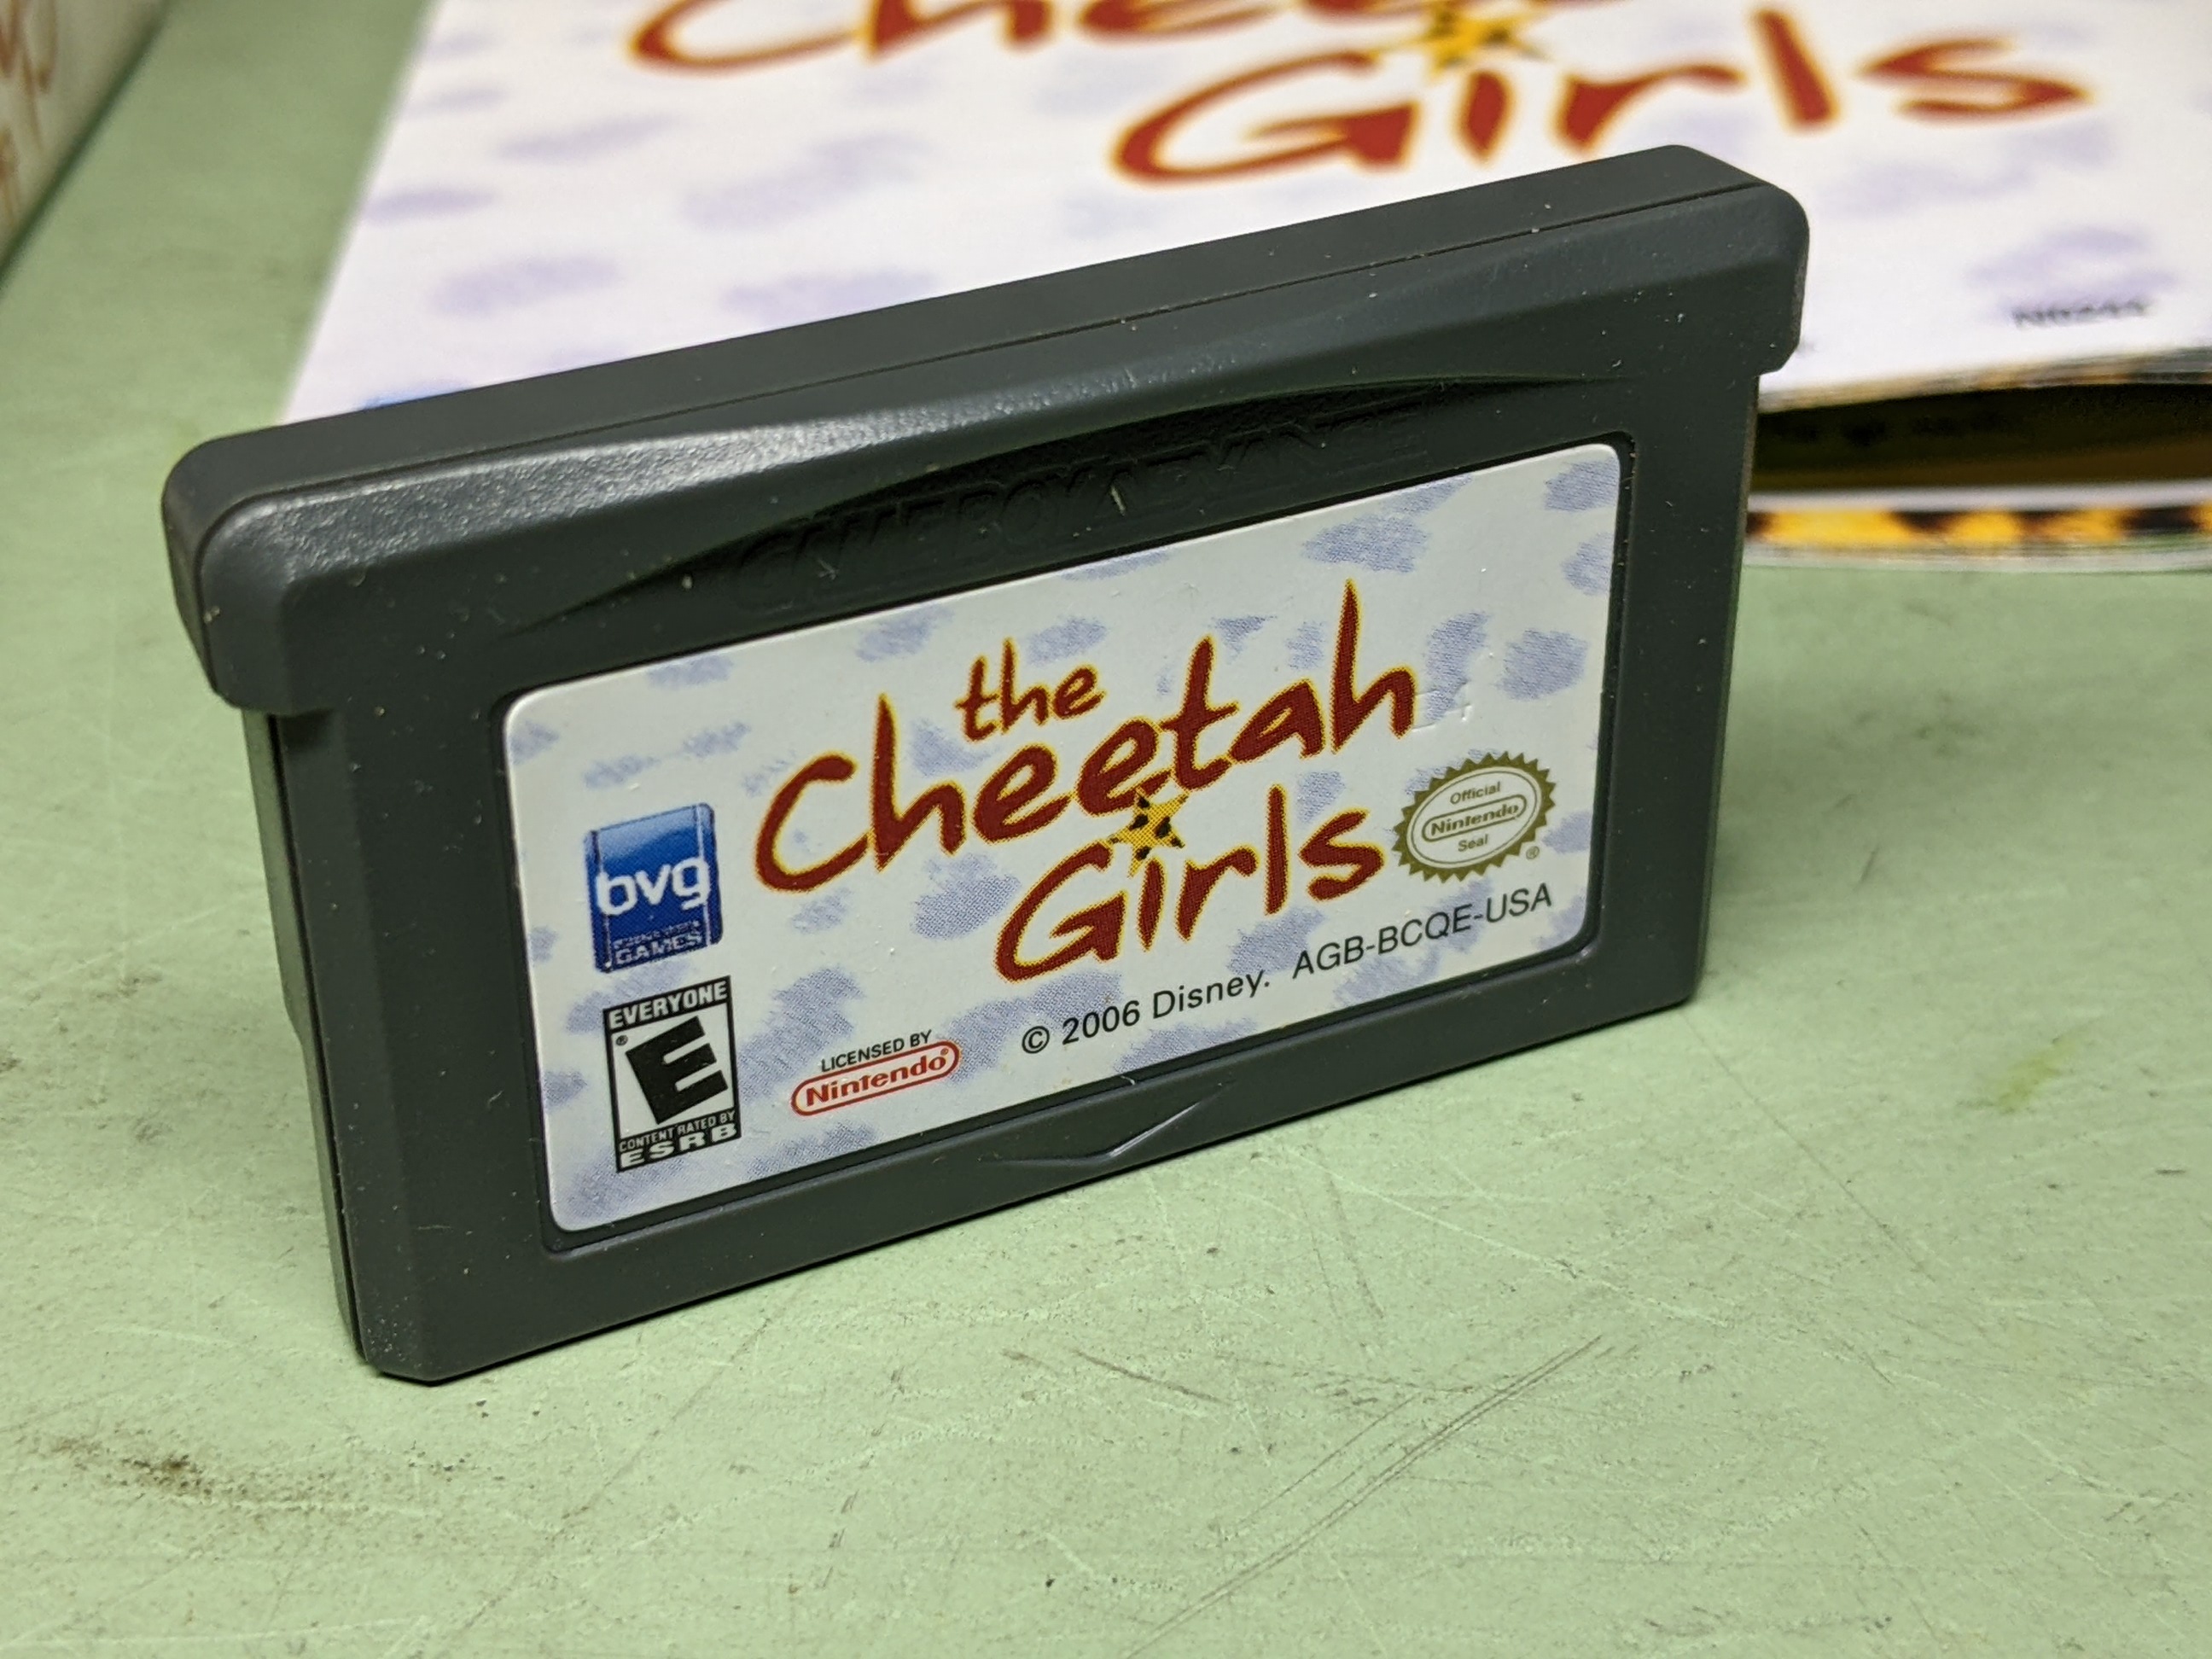 Girls
GAME BOY ADVANCE
the
Cheetah
Girls
bvg
GAMES
Official
Nintendo
Seal
®
EVERYONE
E
®
CONTENT RATED BY
ESRB
LICENSED BY
Nintendo®
© 2006 Disney. AGB-BCQE-USA